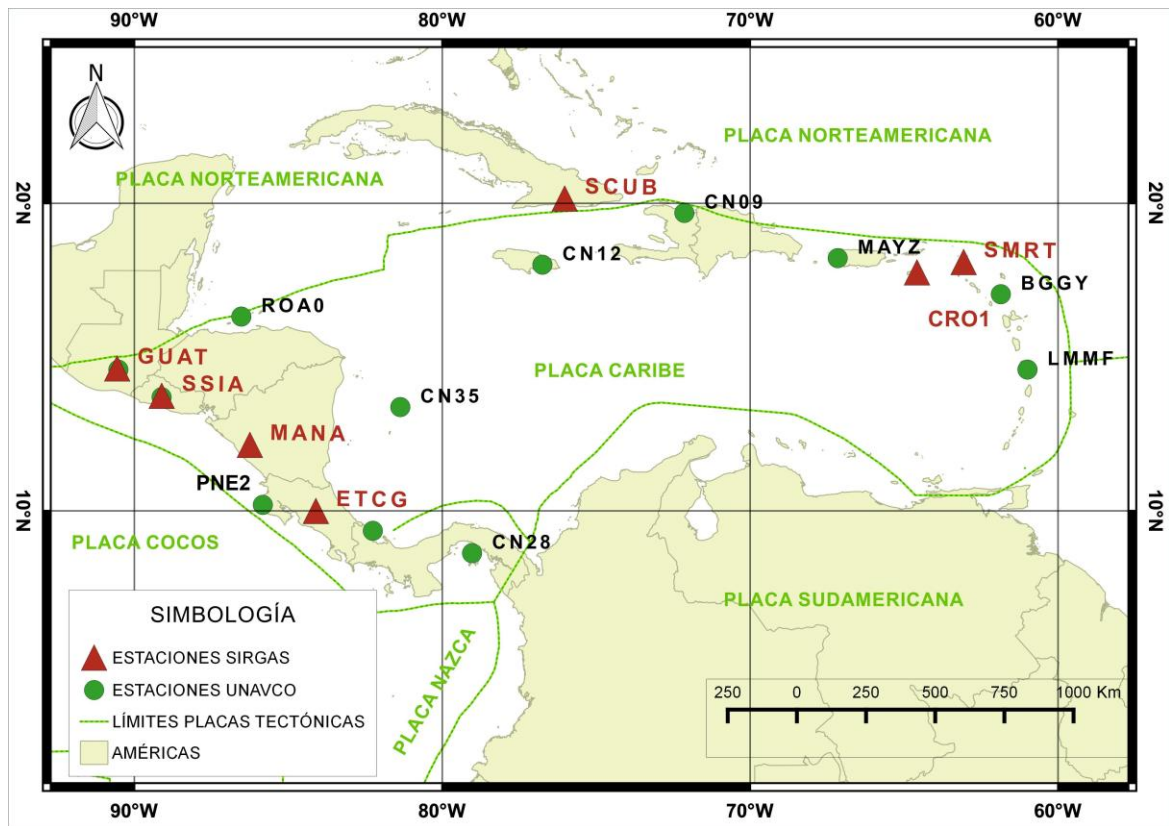 90°W 80°W 70°W 60°W
N
PLACA NORTEAMERICANA
PLACA NORTEAMERICANA
SCUB
20°N
20°N
CN09
CN12
MAYZ
SMRT
BGGY
CRO1
ROA0
GUAT
LMMF
SSIA
PLACA CARIBE
CN35
MANA
PNE2
ETCG
10°N
10°N
PLACA COCOS
CN28
PLACA SUDAMERICANA
PLACA NAZCA
SIMBOLOGÍA
ESTACIONES SIRGAS
ESTACIONES UNAVCO
LÍMITES PLACAS TECTÓNICAS
AMÉRICAS
250 0 250 500 750 1000 Km
90°W 80°W 70°W 60°W